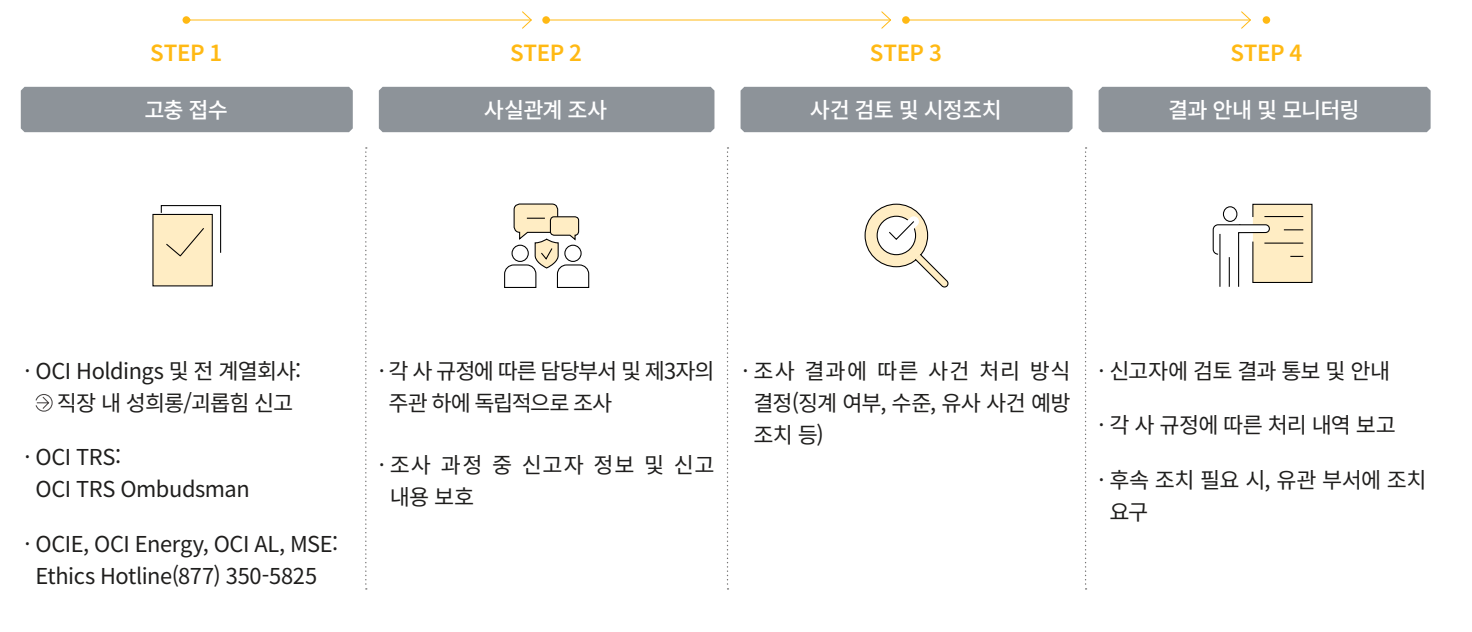 STEP 1
STEP 2
STEP 3
STEP 4
고충 접수
사실관계 조사
사건 검토 및 시정조치
결과 안내 및 모니터링
· OCI Holdings 및 전 계열회사:
직장 내 성희롱/괴롭힘 신고
· OCI TRS:
OCI TRS Ombudsman
· OCIE, OCI Energy, OCI AL, MSE:
Ethics Hotline(877) 350-5825
· 각 사 규정에 따른 담당부서 및 제3자의
주관 하에 독립적으로 조사
· 조사 과정 중 신고자 정보 및 신고
내용 보호
· 조사 결과에 따른 사건 처리 방식
결정(징계 여부, 수준, 유사 사건 예방
조치 등)
· 신고자에 검토 결과 통보 및 안내
· 각 사 규정에 따른 처리 내역 보고
· 후속 조치 필요 시, 유관 부서에 조치
요구